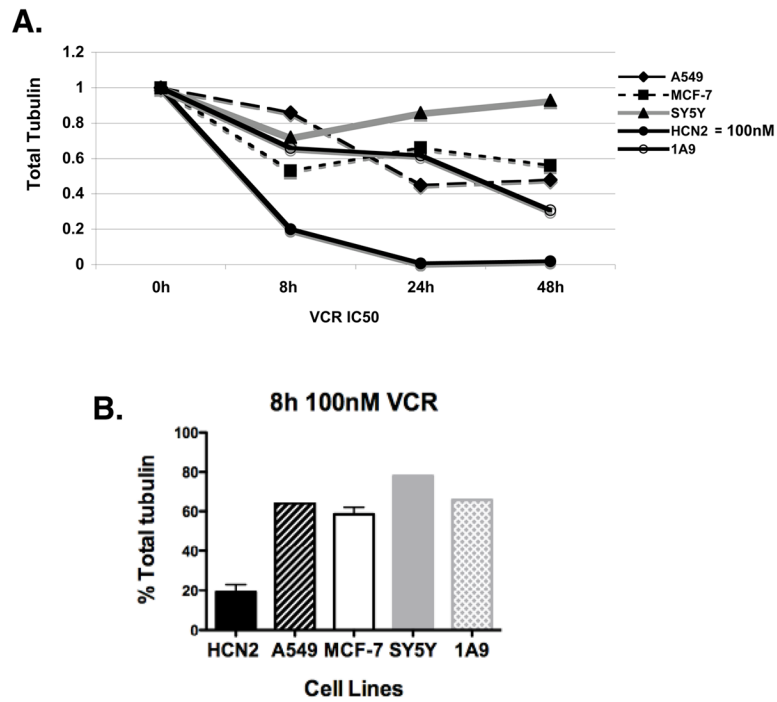 A.
1.2
1
0.8
0.6
0.4
0.2
0
Total Tubulin
0h 8h 24h 48h
VCR IC50
A549
MCF-7
SY5Y
HCN2 = 100nM
1A9
B.
8h 100nM VCR
100
80
60
40
20
0
% Total tubulin
HCN2 A549 MCF-7 SY5Y 1A9
Cell Lines